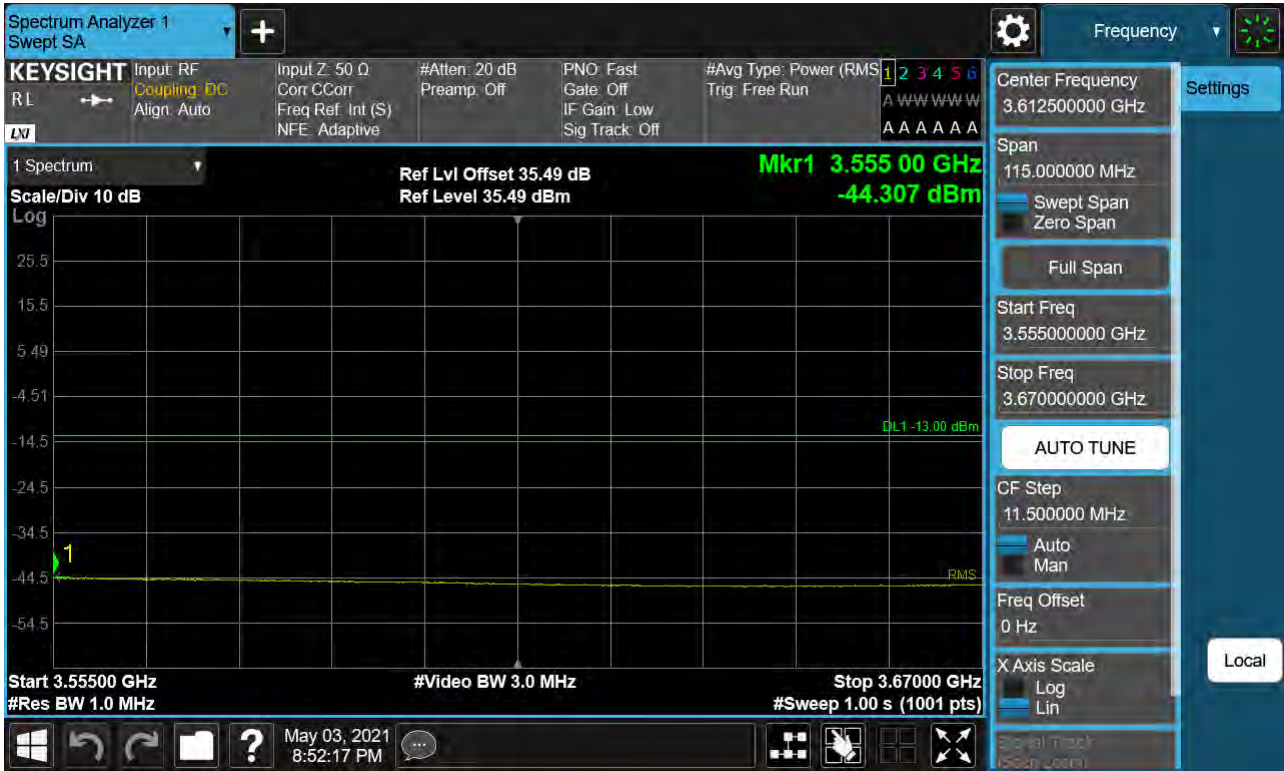 Spectrum Analyzer 1
Swept SA
+
Frequency
KEYSIGHT
RL
LXI
Input: RF
Coupling: DC
Align: Auto
Input Z: 50 Ω
Corr CCorr
Freq Ref: Int (S)
NFE: Adaptive
#Atten: 20 dB
Preamp: Off
PNO: Fast
Gate: Off
IF Gain: Low
Sig Track: Off
#Avg Type: Power (RMS
Trig: Free Run
1 2 3 4 5 6
A W W W W W
A A A A A A
1 Spectrum
Scale/Div 10 dB
Log
Ref Lvl Offset 35.49 dB
Ref Level 35.49 dBm
Mkr1 3.555 00 GHz
-44.307 dBm
25.5
15.5
5.49
-4.51
DL1 -13.00 dBm
-14.5
-24.5
-34.5
1
-44.5
RMS
-54.5
Start 3.55500 GHz
#Res BW 1.0 MHz
#Video BW 3.0 MHz
Stop 3.67000 GHz
#Sweep 1.00 s (1001 pts)
Center Frequency
3.612500000 GHz
Settings
Span
115.000000 MHz
Swept Span
Zero Span
Full Span
Start Freq
3.555000000 GHz
Stop Freq
3.670000000 GHz
AUTO TUNE
CF Step
11.500000 MHz
Auto
Man
Freq Offset
0 Hz
X Axis Scale
Log
Lin
Signal Track
(Span Zoom)
Local
?
May 03, 2021
8:52:17 PM